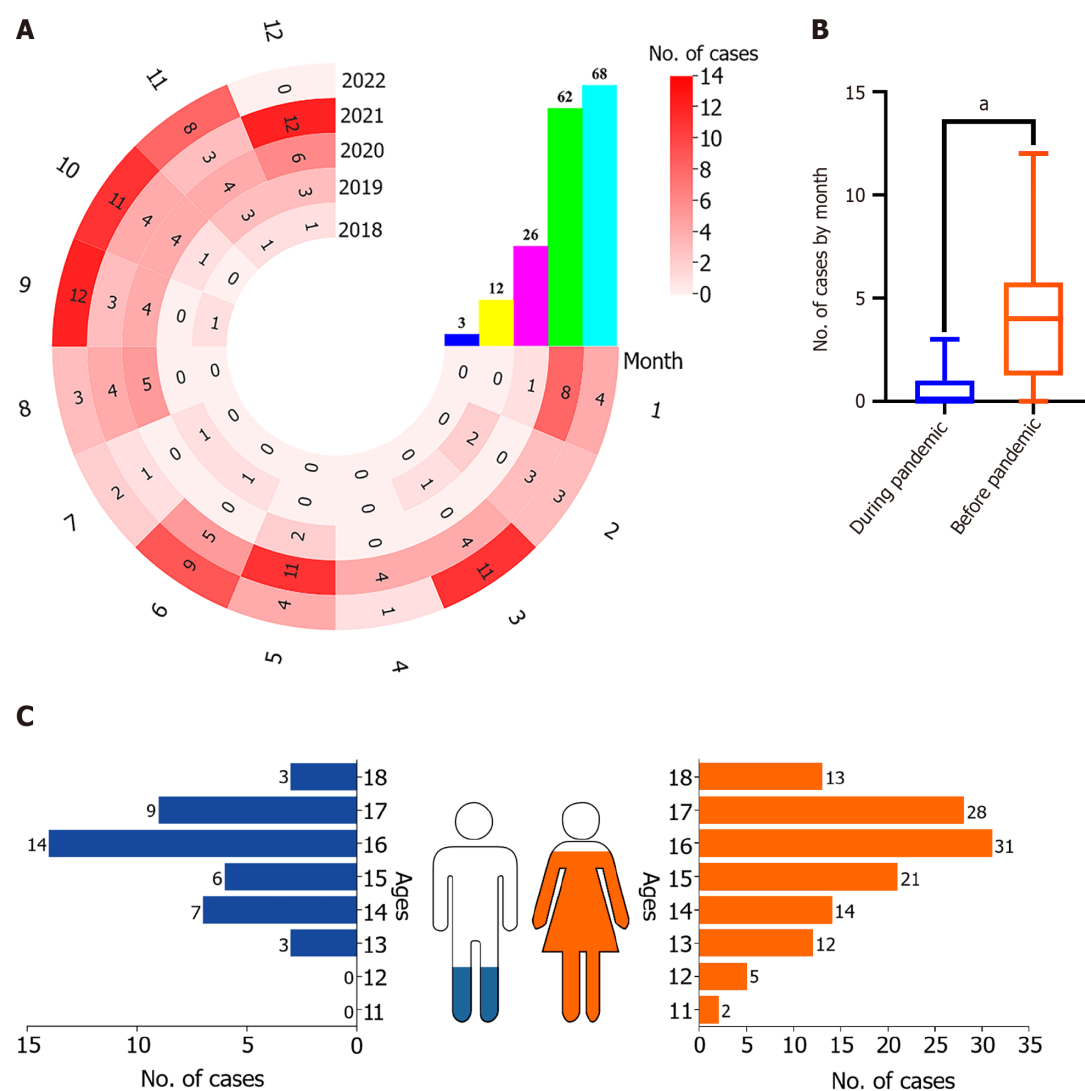 A
12
11
10
9
8
7
6
5
4
3
2
1
Month
2022
2021
2020
2019
2018
4 3 11 1 4 9 2 3 12 11 8 0
8 3 4 4 11 5 1 4 3 4 3 12
1 0 0 0 2 0 0 5 4 4 4 6
0 2 1 0 0 1 1 0 0 1 3 3
0 0 0 0 0 0 0 0 1 0 1 1
3
12
26
62
68
No. of cases
14
12
10
8
6
4
2
0
B
No. of cases by month
15
10
5
0
a
During pandemic
Before pandemic
C
3 18
9 17
14 16
6 15
7 14
3 13
0 12
0 11
Ages
15 10 5 0
No. of cases
Ages
18 13
17 28
16 31
15 21
14 14
13 12
12 5
11 2
0 5 10 15 20 25 30 35
No. of cases